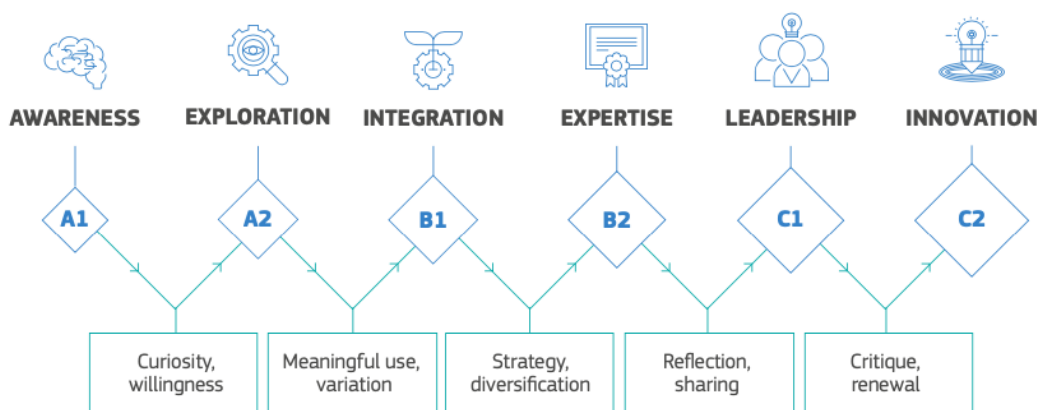 AWARENESS
EXPLORATION
INTEGRATION
EXPERTISE
LEADERSHIP
INNOVATION
A1
A2
B1
B2
C1
C2
Curiosity,
willingness
Meaningful use,
variation
Strategy,
diversification
Reflection,
sharing
Critique,
renewal